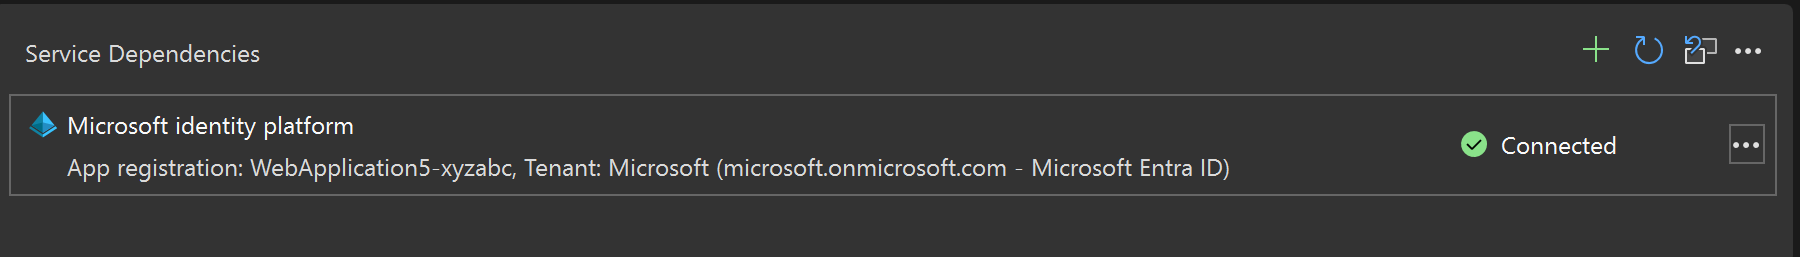 Service Dependencies
Microsoft identity platform
App registration: WebApplication5-xyzabc, Tenant: Microsoft (microsoft.onmicrosoft.com - Microsoft Entra ID)
Connected